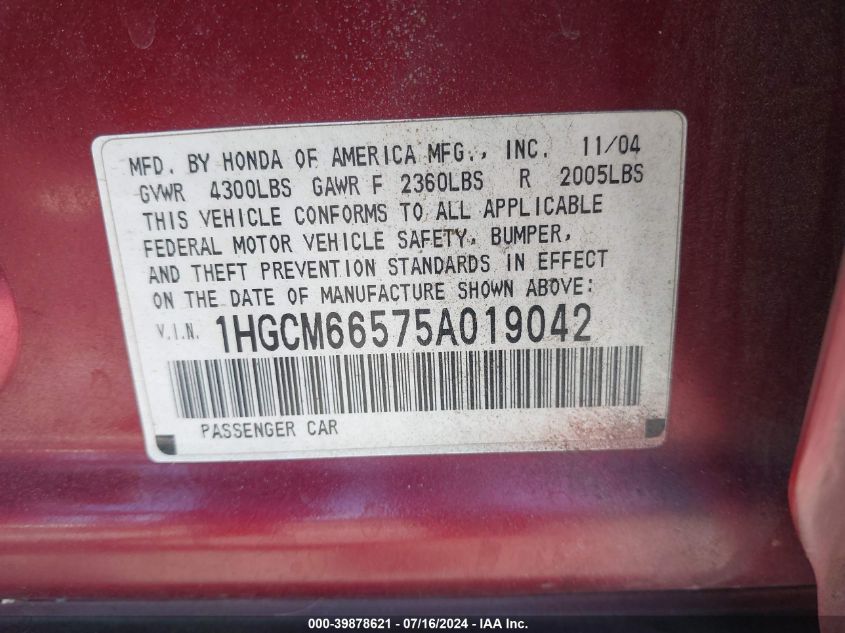 MFD. BY HONDA OF AMERICA MFG., INC. 11/04
GVWR 4300LBS GAWR F 2360LBS R 2005LBS
THIS VEHICLE CONFORMS TO ALL APPLICABLE
FEDERAL MOTOR VEHICLE SAFETY, BUMPER,
AND THEFT PREVENTION STANDARDS IN EFFECT
ON THE DATE OF MANUFACTURE SHOWN ABOVE:
V.I.N. 1HGCM66575A019042
PASSENGER CAR
000-39878621 - 07/16/2024 - IAA Inc.